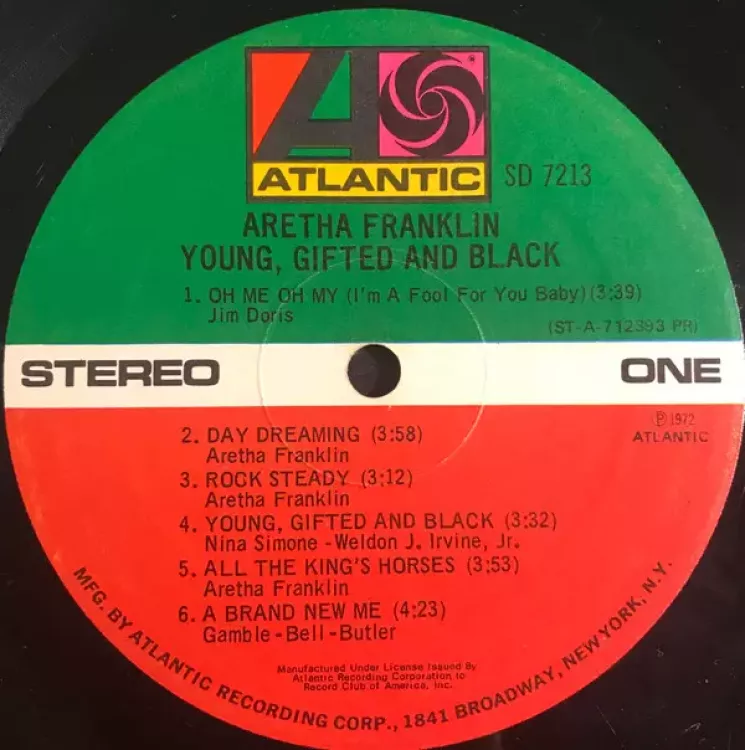 ATLANTIC
®
SD 7213
ARETHA FRANKLIN
YOUNG, GIFTED AND BLACK
1. OH ME OH MY (I'm A Fool For You Baby) (3:39)
Jim Doris
(ST-A-712393 PR)
STEREO
ONE
℗ 1972
ATLANTIC
2. DAY DREAMING (3:58)
Aretha Franklin
3. ROCK STEADY (3:12)
Aretha Franklin
4. YOUNG, GIFTED AND BLACK (3:32)
Nina Simone - Weldon J. Irvine, Jr.
5. ALL THE KING'S HORSES (3:53)
Aretha Franklin
6. A BRAND NEW ME (4:23)
Gamble - Bell - Butler
Manufactured Under License Issued By
Atlantic Recording Corporation to
Record Club of America, Inc.
MFG. BY ATLANTIC RECORDING CORP., 1841 BROADWAY, NEW YORK, N.Y.